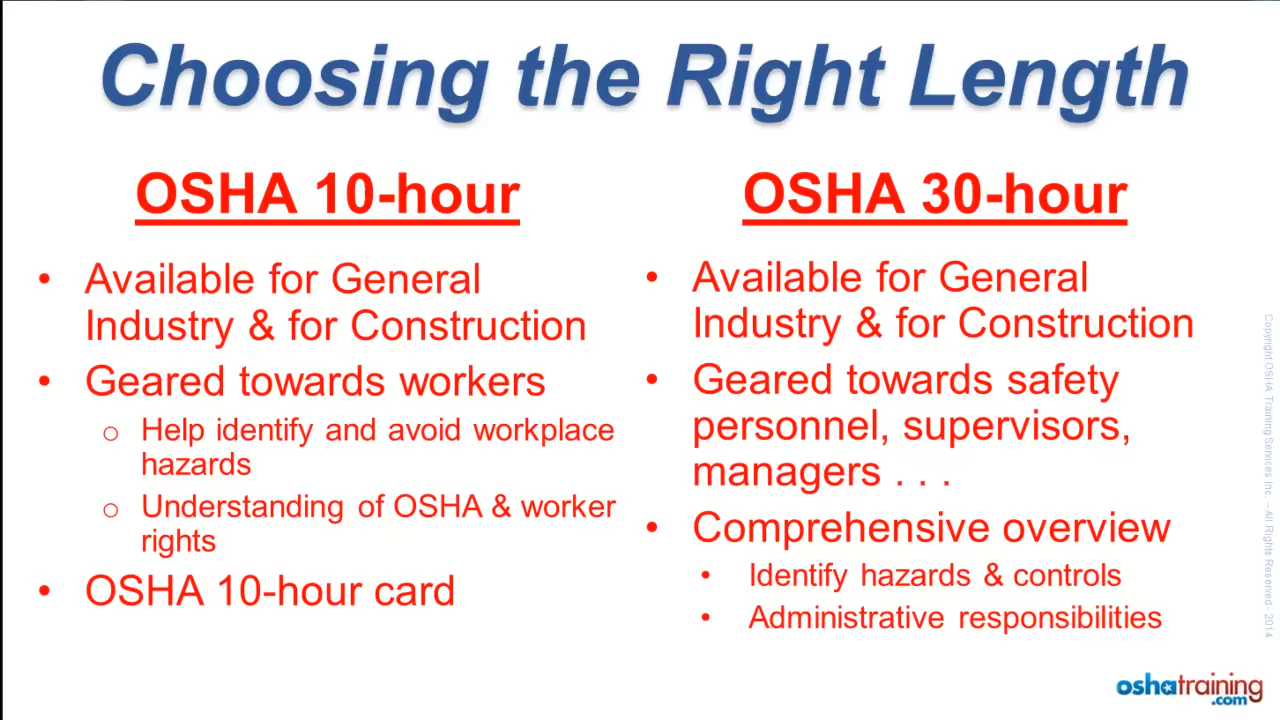 Choosing the Right Length
OSHA 10-hour
• Available for General
Industry & for Construction
• Geared towards workers
o Help identify and avoid workplace
hazards
o Understanding of OSHA & worker
rights
• OSHA 10-hour card
OSHA 30-hour
• Available for General
Industry & for Construction
• Geared towards safety
personnel, supervisors,
managers . . .
• Comprehensive overview
• Identify hazards & controls
• Administrative responsibilities
Copyright OSHA Training Services Inc. – All Rights Reserved - 2014
oshatraining
.com